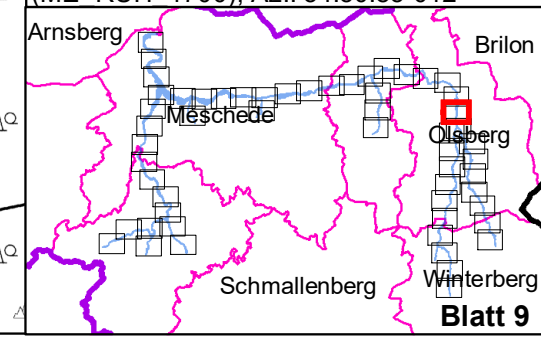 Arnsberg
Brilon
Meschede
Olsberg
Schmallenberg
Winterberg
Blatt 9